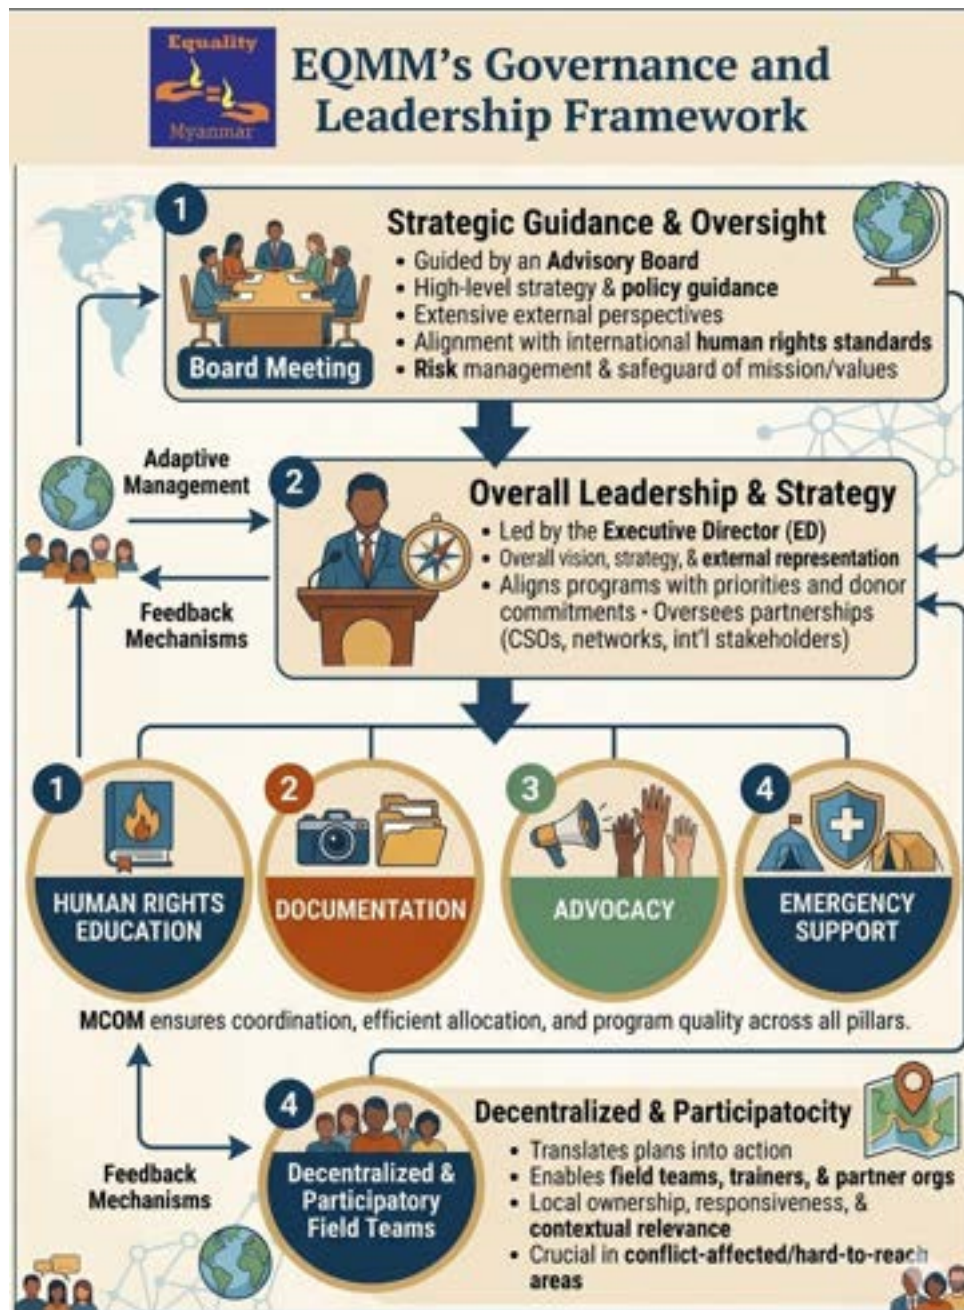 Equality
Myanmar
EQMM's Governance and
Leadership Framework
1
Strategic Guidance & Oversight
• Guided by an Advisory Board
• High-level strategy & policy guidance
• Extensive external perspectives
• Alignment with international human rights standards
• Risk management & safeguard of mission/values
Board Meeting
Adaptive
Management
2
Overall Leadership & Strategy
• Led by the Executive Director (ED)
• Overall vision, strategy, & external representation
• Aligns programs with priorities and donor
commitments • Oversees partnerships
(CSOs, networks, int'l stakeholders)
Feedback
Mechanisms
1
HUMAN RIGHTS
EDUCATION
2
DOCUMENTATION
3
ADVOCACY
4
EMERGENCY
SUPPORT
MCOM ensures coordination, efficient allocation, and program quality across all pillars.
Feedback
Mechanisms
4
Decentralized &
Participatory
Field Teams
Decentralized & Participatocity
• Translates plans into action
• Enables field teams, trainers, & partner orgs
• Local ownership, responsiveness, &
contextual relevance
• Crucial in conflict-affected/hard-to-reach
areas